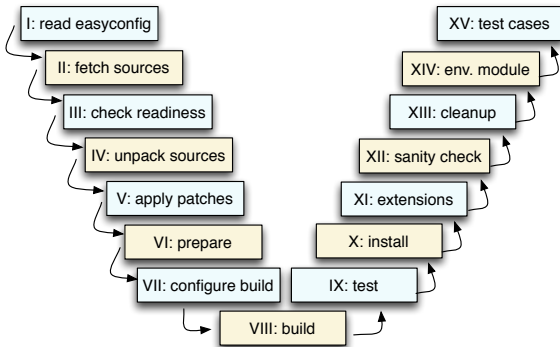 I: read easyconfig
II: fetch sources
III: check readiness
IV: unpack sources
V: apply patches
VI: prepare
VII: configure build
VIII: build
IX: test
X: install
XI: extensions
XII: sanity check
XIII: cleanup
XIV: env. module
XV: test cases